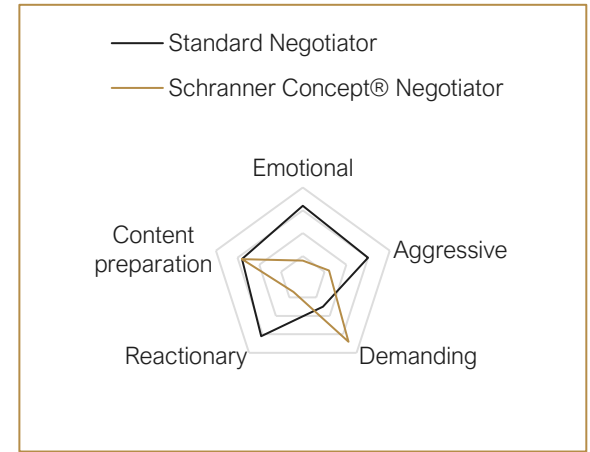 Standard Negotiator
Schranner Concept® Negotiator
Emotional
Content
preparation
Aggressive
Reactionary
Demanding